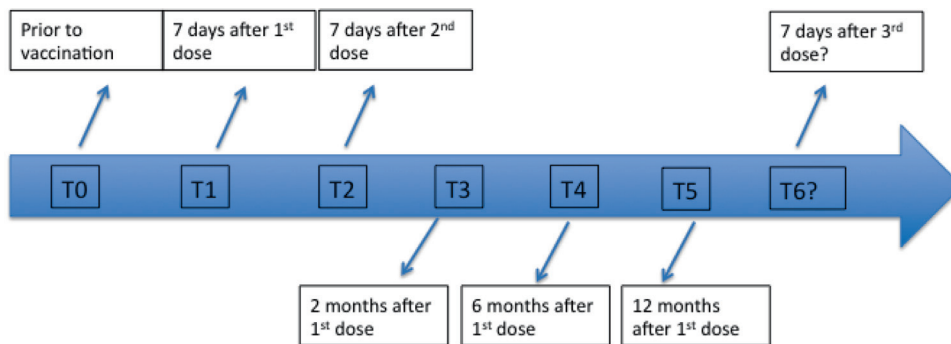 Prior to
vaccination
7 days after 1st
dose
7 days after 2nd
dose
7 days after 3rd
dose?
T0
T1
T2
T3
T4
T5
T6?
2 months after
1st dose
6 months after
1st dose
12 months
after 1st dose